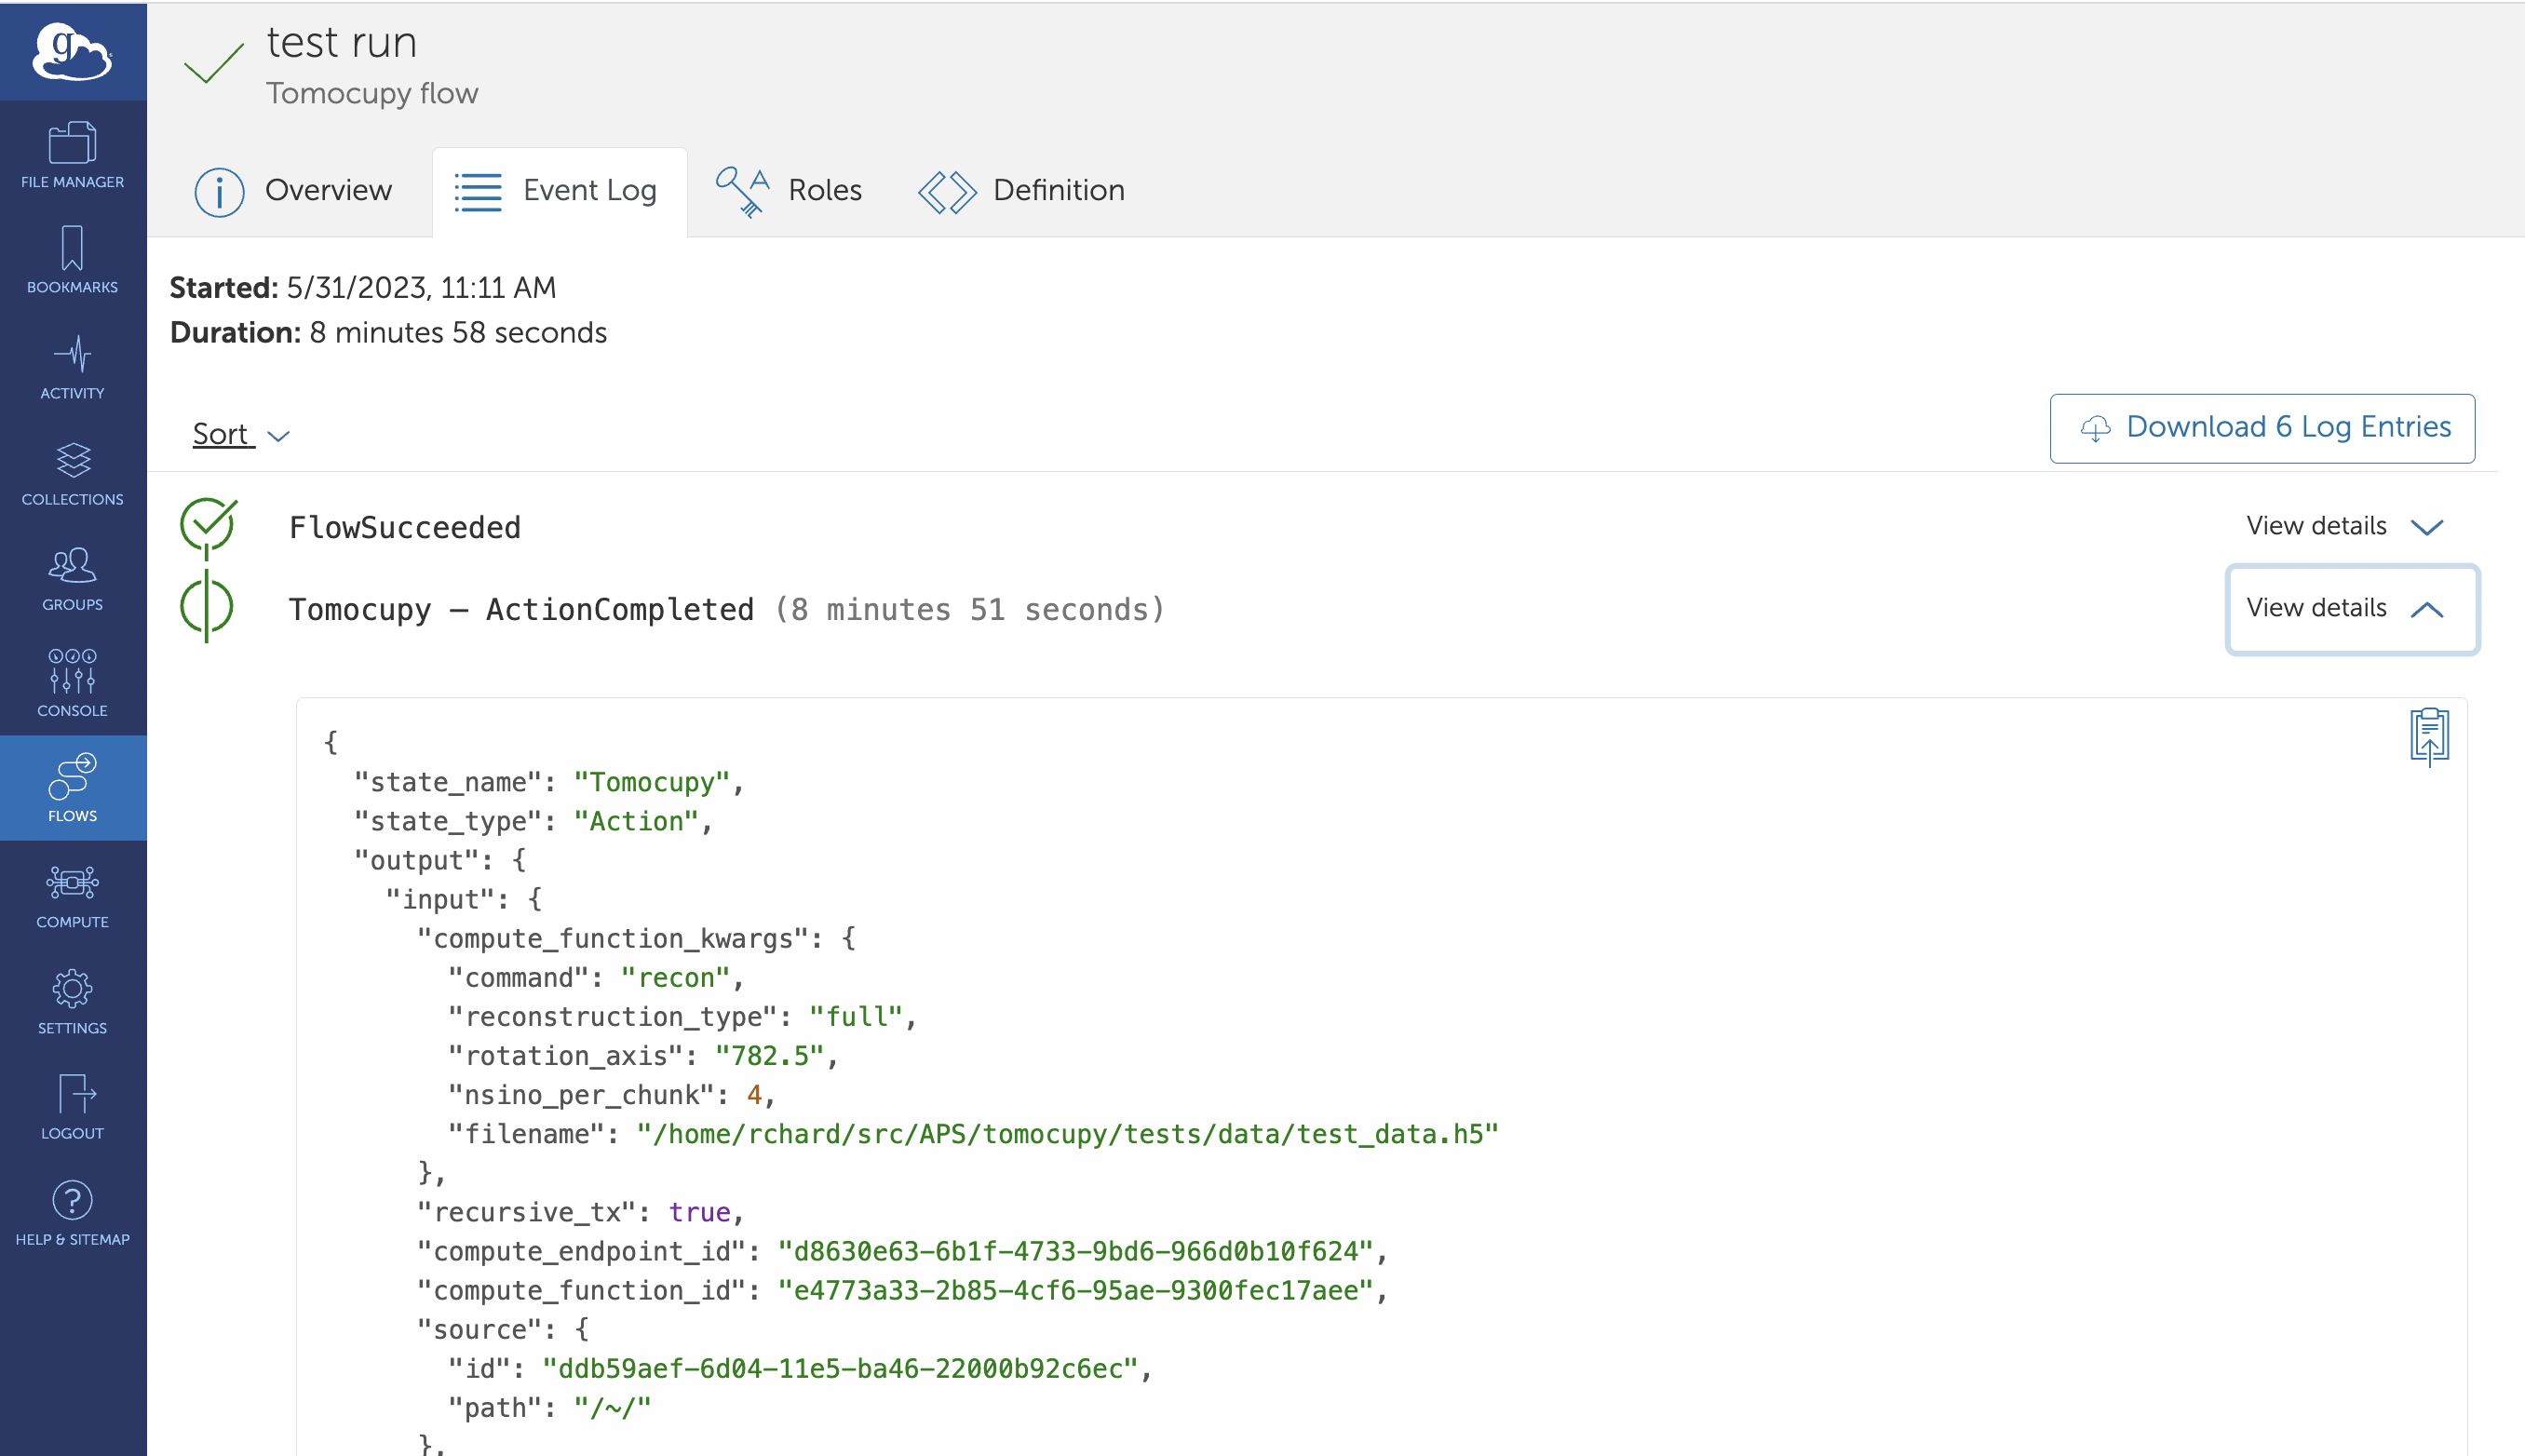 g
test run
Tomocupy flow
FILE MANAGER
BOOKMARKS
ACTIVITY
COLLECTIONS
GROUPS
CONSOLE
FLOWS
COMPUTE
SETTINGS
LOGOUT
HELP & SITEMAP
Overview
Event Log
Roles
Definition
Started: 5/31/2023, 11:11 AM
Duration: 8 minutes 58 seconds
Sort
Download 6 Log Entries
FlowSucceeded
View details
Tomocupy – ActionCompleted (8 minutes 51 seconds)
View details
{
"state_name": "Tomocupy",
"state_type": "Action",
"output": {
"input": {
"compute_function_kwargs": {
"command": "recon",
"reconstruction_type": "full",
"rotation_axis": "782.5",
"nsino_per_chunk": 4,
"filename": "/home/rchard/src/APS/tomocupy/tests/data/test_data.h5"
},
"recursive_tx": true,
"compute_endpoint_id": "d8630e63-6b1f-4733-9bd6-966d0b10f624",
"compute_function_id": "e4773a33-2b85-4cf6-95ae-9300fec17aee",
"source": {
"id": "ddb59aef-6d04-11e5-ba46-22000b92c6ec",
"path": "/~/"
},